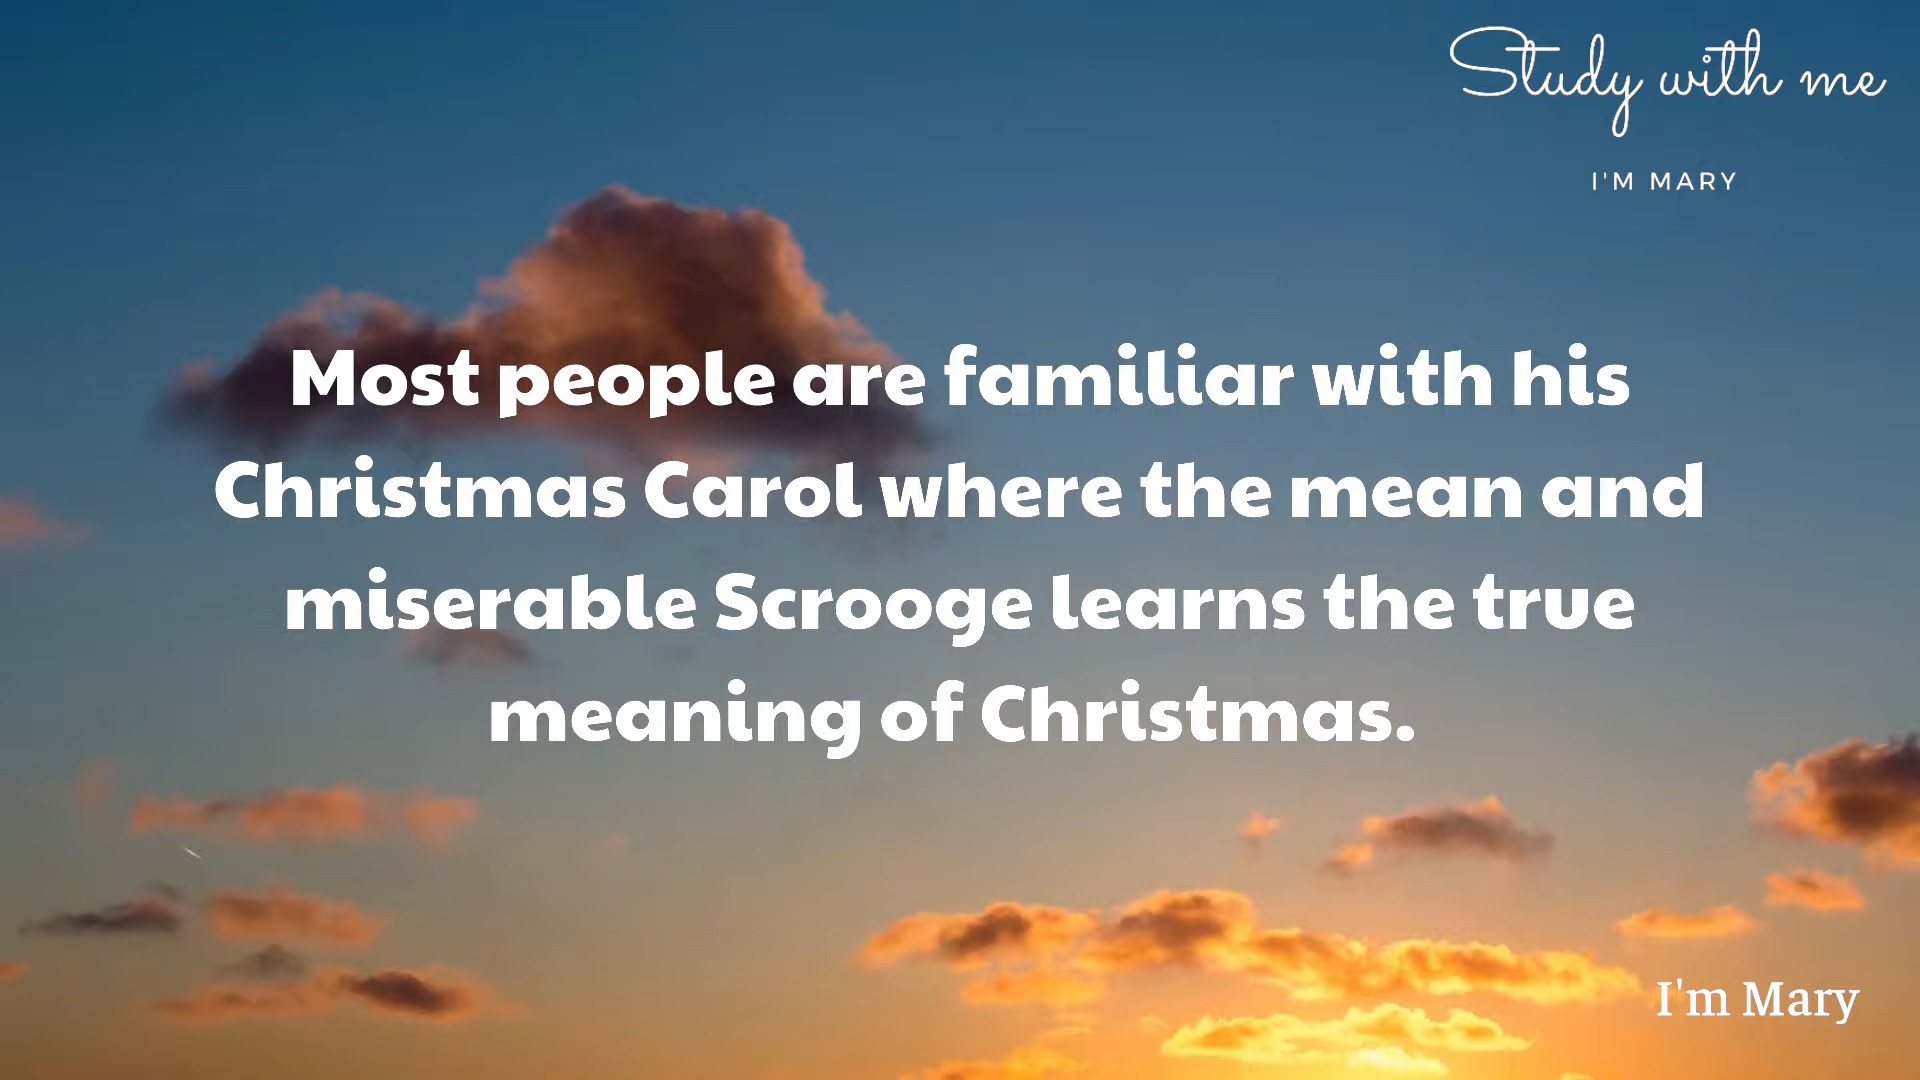 Study with me
I'M MARY
Most people are familiar with his
Christmas Carol where the mean and
miserable Scrooge learns the true
meaning of Christmas.
I'm Mary